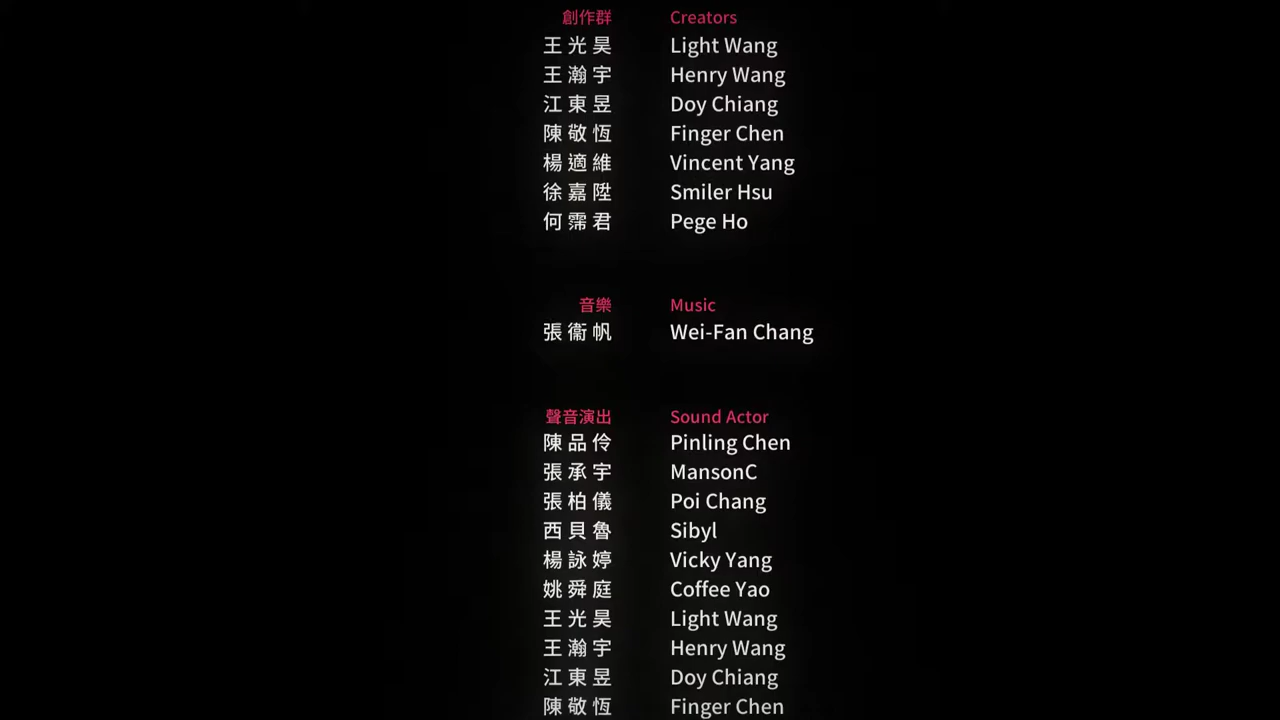 創作群 Creators
王光昊 Light Wang
王瀚宇 Henry Wang
江東昱 Doy Chiang
陳敬恆 Finger Chen
楊適維 Vincent Yang
徐嘉陞 Smiler Hsu
何霈君 Pege Ho
音樂 Music
張衞帆 Wei-Fan Chang
聲音演出 Sound Actor
陳品伶 Pinling Chen
張承宇 MansonC
張柏儀 Poi Chang
西貝魯 Sibyl
楊詠婷 Vicky Yang
姚舜庭 Coffee Yao
王光昊 Light Wang
王瀚宇 Henry Wang
江東昱 Doy Chiang
陳敬恆 Finger Chen